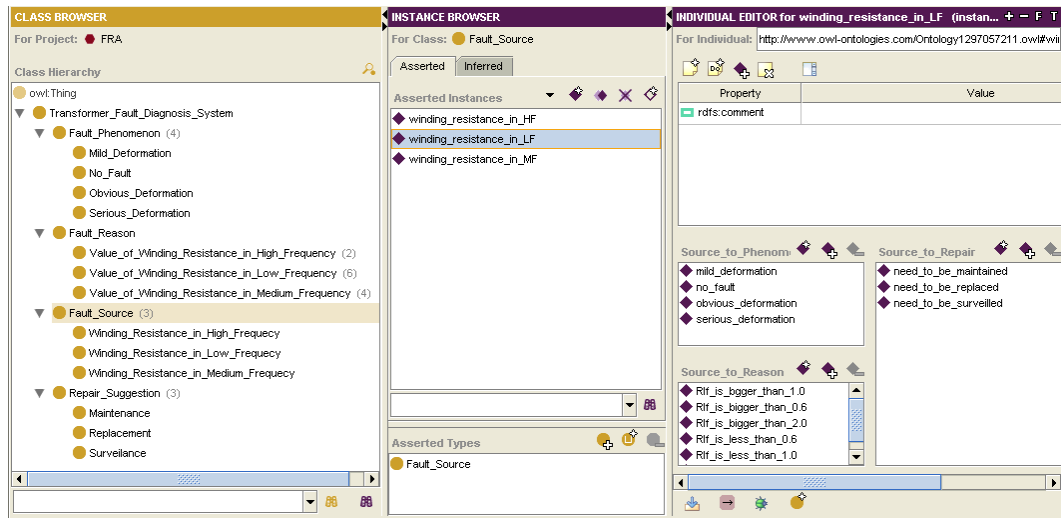 CLASS BROWSER
For Project: FRA
Class Hierarchy
owl:Thing
Transformer_Fault_Diagnosis_System
Fault_Phenomenon (4)
Mild_Deformation
No_Fault
Obvious_Deformation
Serious_Deformation
Fault_Reason
Value_of_Winding_Resistance_in_High_Frequency (2)
Value_of_Winding_Resistance_in_Low_Frequency (6)
Value_of_Winding_Resistance_in_Medium_Frequency (4)
Fault_Source (3)
Winding_Resistance_in_High_Frequecy
Winding_Resistance_in_Low_Frequecy
Winding_Resistance_in_Medium_Frequecy
Repair_Suggestion (3)
Maintenance
Replacement
Surveilance
INSTANCE BROWSER
For Class: Fault_Source
Asserted Inferred
Asserted Instances
winding_resistance_in_HF
winding_resistance_in_LF
winding_resistance_in_MF
Asserted Types
Fault_Source
INDIVIDUAL EDITOR for winding_resistance_in_LF (instan... + − F T
For Individual: http://www.owl-ontologies.com/Ontology1297057211.owl#wi
Property Value
rdfs:comment
Source_to_Phenom
mild_deformation
no_fault
obvious_deformation
serious_deformation
Source_to_Repair
need_to_be_maintained
need_to_be_replaced
need_to_be_surveilled
Source_to_Reason
Rlf_is_bgger_than_1.0
Rlf_is_bigger_than_0.6
Rlf_is_bigger_than_2.0
Rlf_is_less_than_0.6
Rlf_is_less_than_1.0